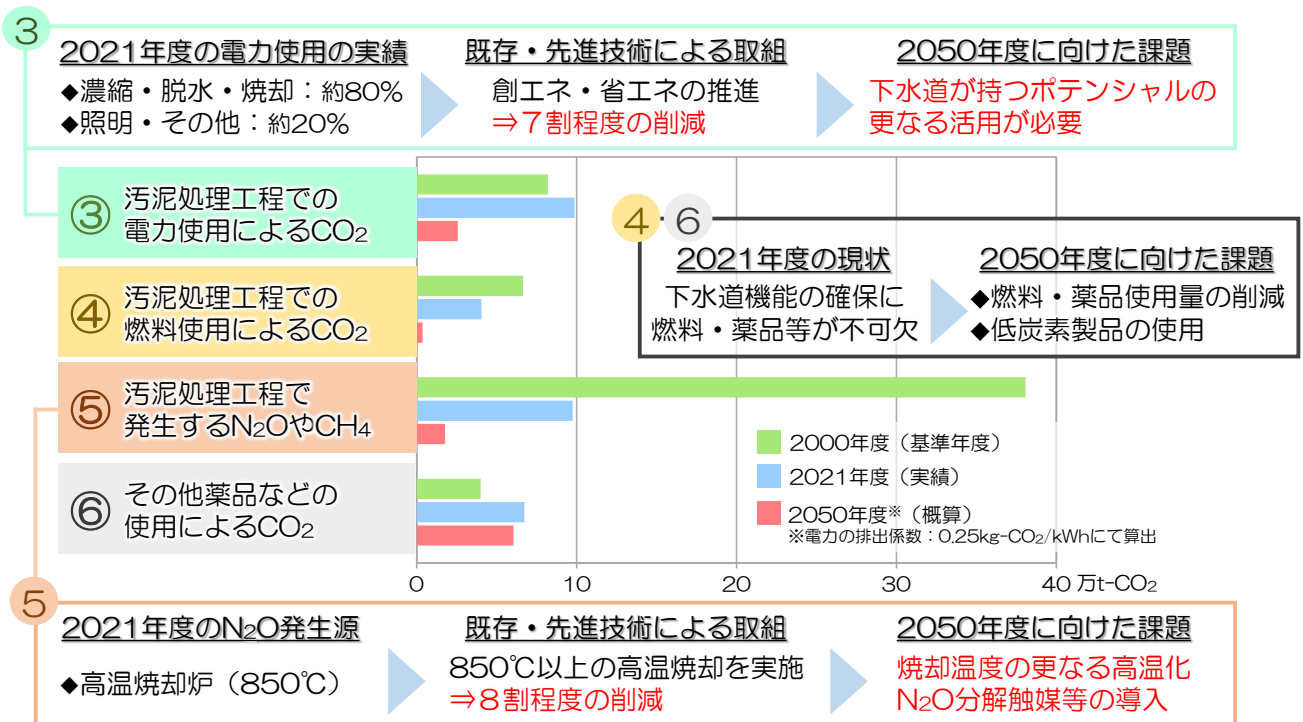 3
2021年度の電力使用の実績
◆濃縮・脱水・焼却：約80%
◆照明・その他：約20%
既存・先進技術による取組
創エネ・省エネの推進
⇒7割程度の削減
2050年度に向けた課題
下水道が持つポテンシャルの
更なる活用が必要
③ 汚泥処理工程での
電力使用によるCO2
④ 汚泥処理工程での
燃料使用によるCO2
⑤ 汚泥処理工程で
発生するN2OやCH4
⑥ その他薬品などの
使用によるCO2
4 6
2021年度の現状
下水道機能の確保に
燃料・薬品等が不可欠
2050年度に向けた課題
◆燃料・薬品使用量の削減
◆低炭素製品の使用
2000年度（基準年度）
2021年度（実績）
2050年度※（概算）
※電力の排出係数：0.25kg-CO2/kWhにて算出
0 10 20 30 40 万t-CO2
5
2021年度のN2O発生源
◆高温焼却炉（850℃）
既存・先進技術による取組
850℃以上の高温焼却を実施
⇒8割程度の削減
2050年度に向けた課題
焼却温度の更なる高温化
N2O分解触媒等の導入